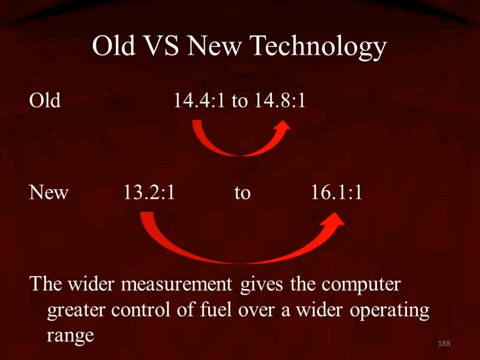 Old VS New Technology
Old 14.4:1 to 14.8:1
New 13.2:1 to 16.1:1
The wider measurement gives the computer
greater control of fuel over a wider operating
range
188